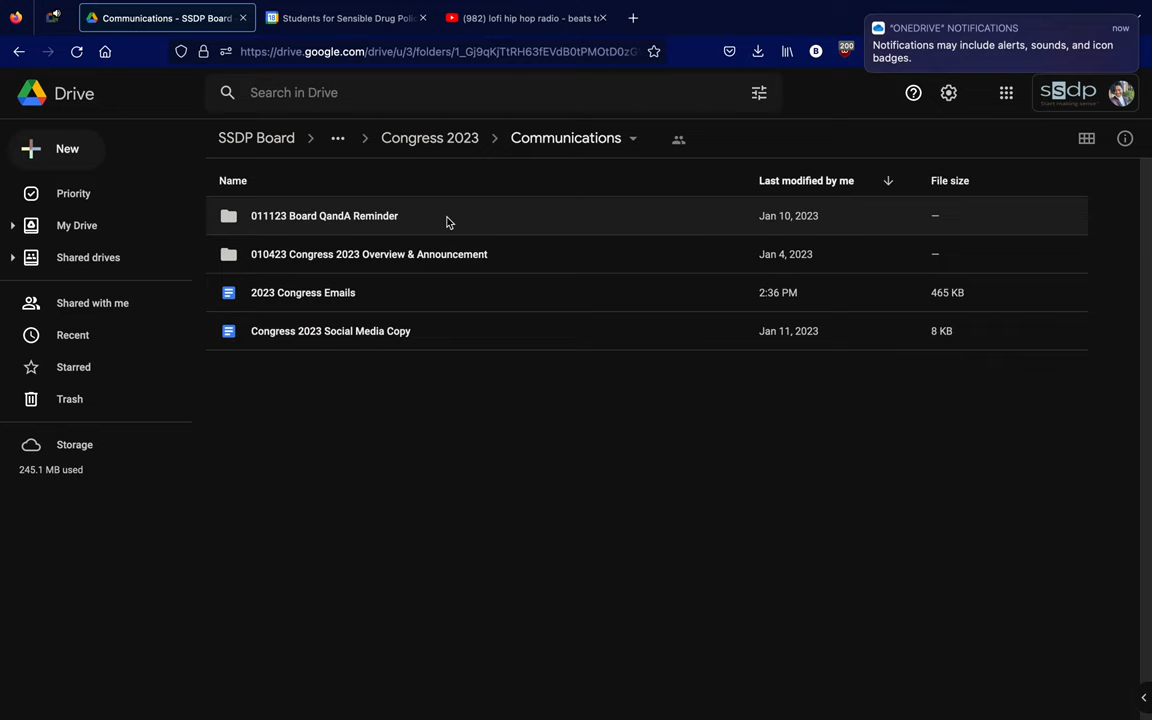 Communications - SSDP Board
Students for Sensible Drug Poli
(982) lofi hip hop radio - beats to
"ONEDRIVE" NOTIFICATIONS
now
Notifications may include alerts, sounds, and icon
badges.
https://drive.google.com/drive/u/3/folders/1_Gj9qKjTtRH63fEVdB0tPMOtD0zG
B
200
Drive
Search in Drive
ssdp
SSDP Board
Congress 2023
Communications
New
Name
Last modified by me
File size
Priority
011123 Board QandA Reminder
Jan 10, 2023
–
My Drive
010423 Congress 2023 Overview & Announcement
Jan 4, 2023
–
Shared drives
2023 Congress Emails
2:36 PM
465 KB
Shared with me
Congress 2023 Social Media Copy
Jan 11, 2023
8 KB
Recent
Starred
Trash
Storage
245.1 MB used